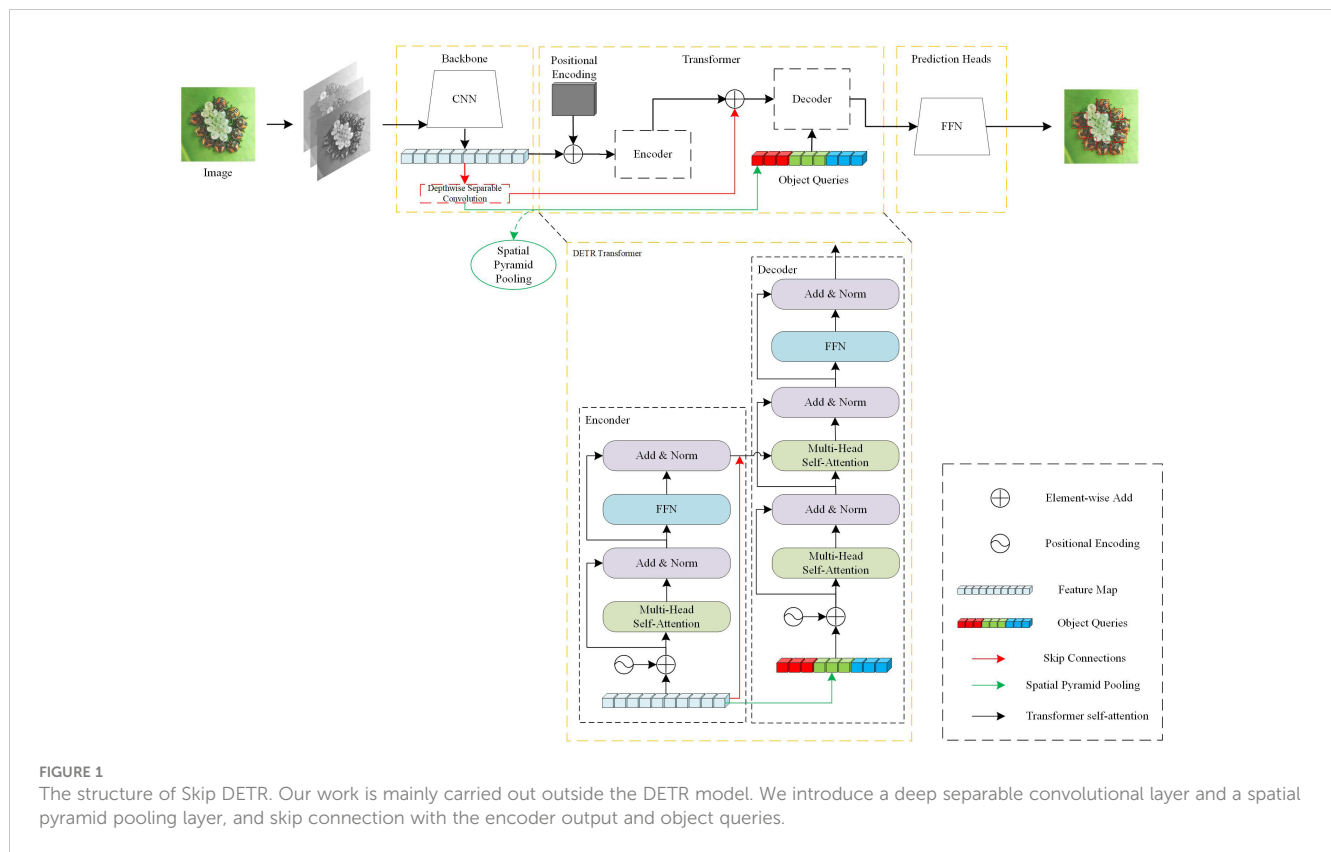 Backbone
Positional
Encoding
Transformer
Prediction Heads
CNN
Decoder
FFN
Encoder
Image
Object Queries
Depthwise Separable
Convolution
Spatial
Pyramid
Pooling
DETR Transformer
Decoder
Add & Norm
FFN
Add & Norm
Multi-Head
Self-Attention
Add & Norm
Multi-Head
Self-Attention
Enconder
Add & Norm
FFN
Add & Norm
Multi-Head
Self-Attention
Element-wise Add
Positional Encoding
Feature Map
Object Queries
Skip Connections
Spatial Pyramid Pooling
Transformer self-attention
FIGURE 1
The structure of Skip DETR. Our work is mainly carried out outside the DETR model. We introduce a deep separable convolutional layer and a spatial
pyramid pooling layer, and skip connection with the encoder output and object queries.